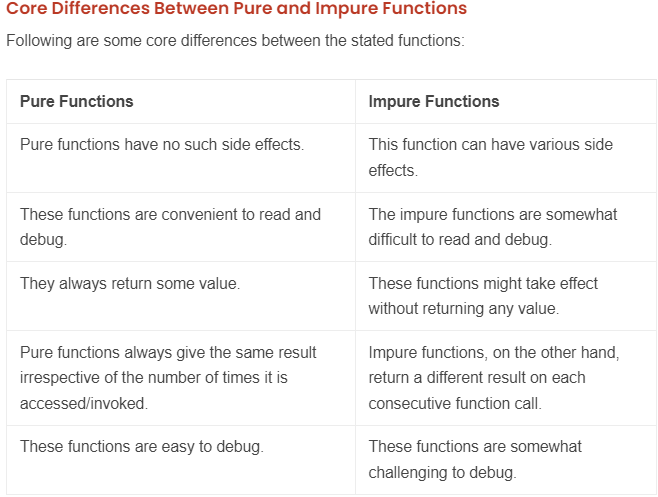 Core Differences Between Pure and Impure Functions
Following are some core differences between the stated functions:
Pure Functions
Impure Functions
Pure functions have no such side effects.
This function can have various side
effects.
These functions are convenient to read and
debug.
The impure functions are somewhat
difficult to read and debug.
They always return some value.
These functions might take effect
without returning any value.
Pure functions always give the same result
irrespective of the number of times it is
accessed/invoked.
Impure functions, on the other hand,
return a different result on each
consecutive function call.
These functions are easy to debug.
These functions are somewhat
challenging to debug.